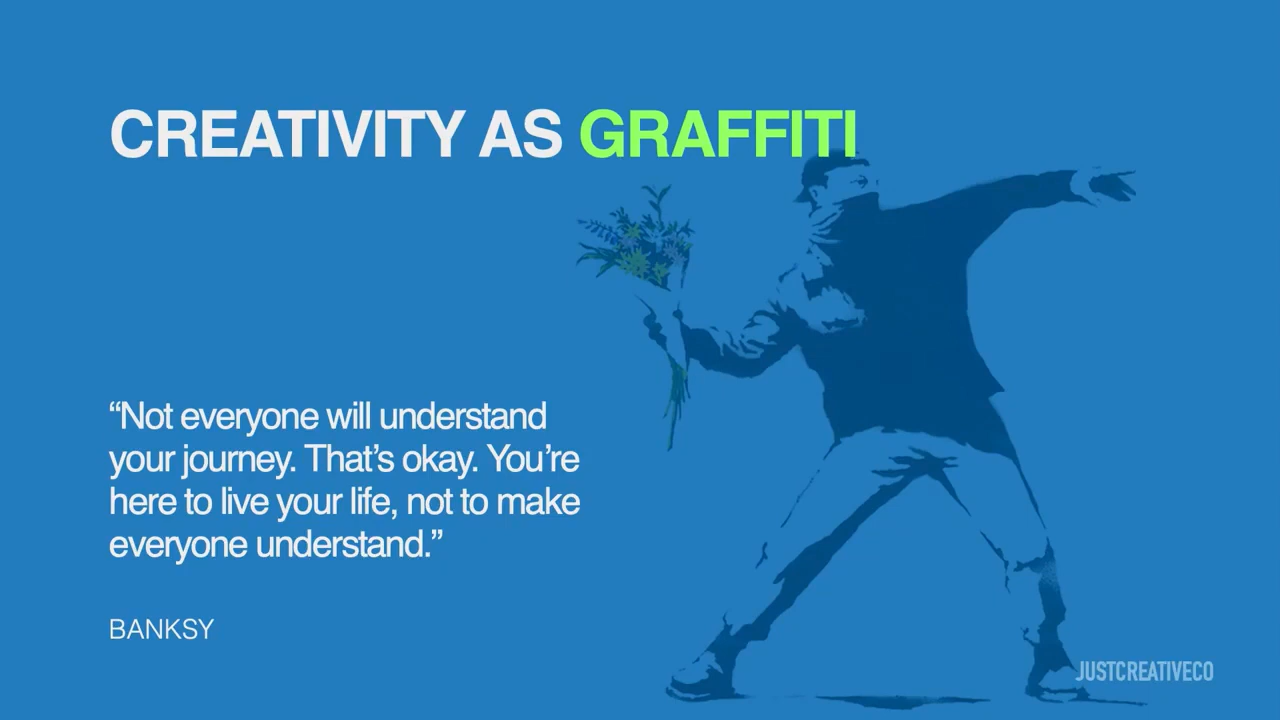 CREATIVITY AS GRAFFITI
“Not everyone will understand
your journey. That’s okay. You’re
here to live your life, not to make
everyone understand.”
BANKSY
JUSTCREATIVECO